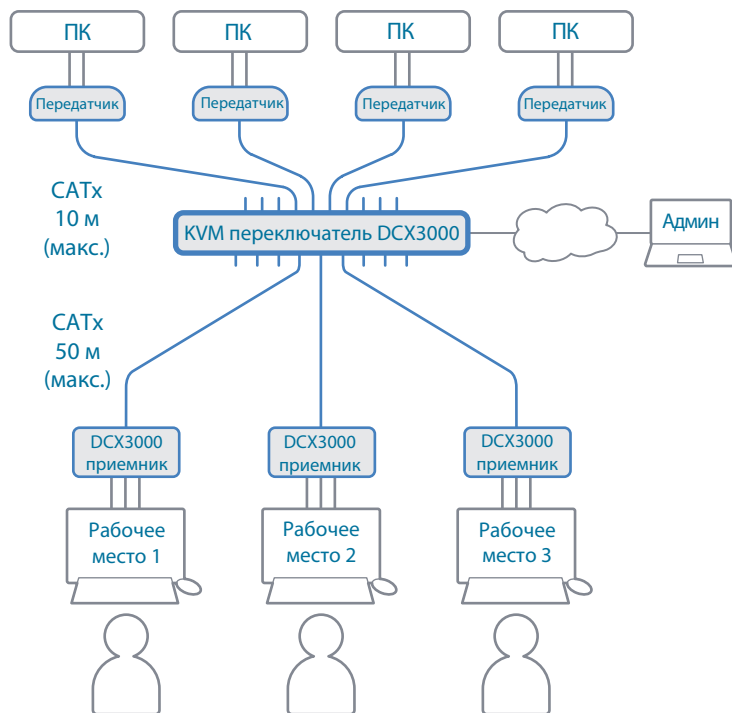 ПК
ПК
ПК
ПК
Передатчик
Передатчик
Передатчик
Передатчик
CATx
10 м
(макс.)
KVM переключатель DCX3000
Админ
CATx
50 м
(макс.)
DCX3000
приемник
DCX3000
приемник
DCX3000
приемник
Рабочее
место 1
Рабочее
место 2
Рабочее
место 3